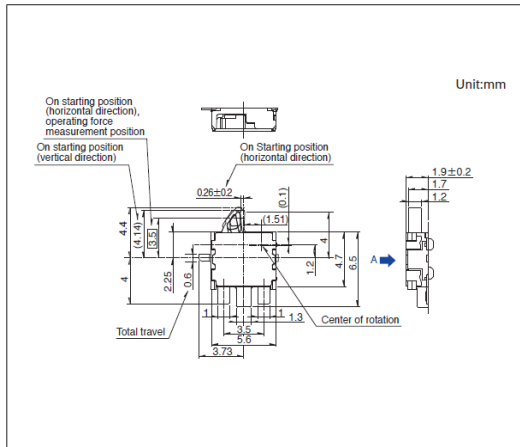 Unit:mm
On starting position
(horizontal direction),
operating force
measurement position
On starting position
(vertical direction)
On Starting position
(horizontal direction)
0.26±0.2
(0.1)
(1.51)
1.9±0.2
1.7
1.2
4.4
(4.14)
3.5
4
2.25
0.6
4
1.2
4.7
6.5
A
Total travel
1
1
3.5
1.3
5.6
3.73
Center of rotation